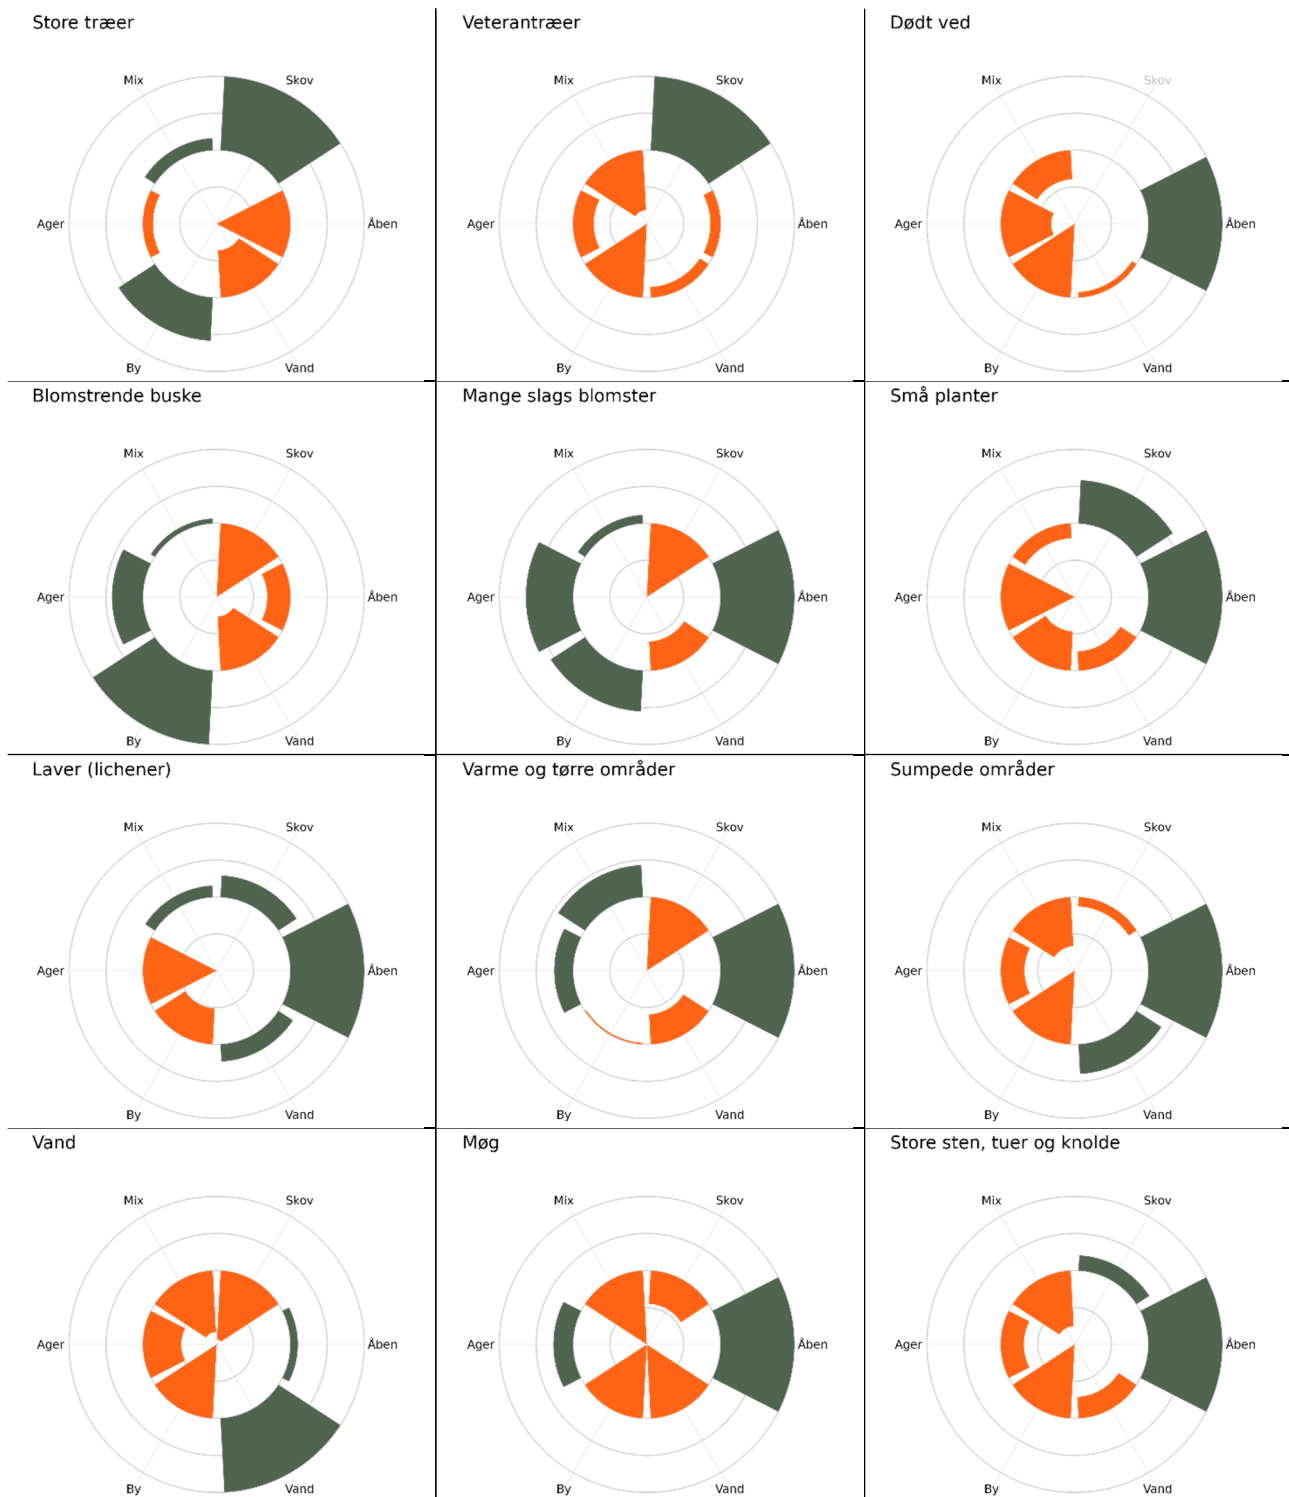 Store træer
Mix
Skov
Ager
Åben
By
Vand
Veterantræer
Mix
Skov
Ager
Åben
By
Vand
Dødt ved
Mix
Skov
Ager
Åben
By
Vand
Blomstrende buske
Mix
Skov
Ager
Åben
By
Vand
Mange slags blomster
Mix
Skov
Ager
Åben
By
Vand
Små planter
Mix
Skov
Ager
Åben
By
Vand
Laver (lichener)
Mix
Skov
Ager
Åben
By
Vand
Varme og tørre områder
Mix
Skov
Ager
Åben
By
Vand
Sumpede områder
Mix
Skov
Ager
Åben
By
Vand
Vand
Mix
Skov
Ager
Åben
By
Vand
Møg
Mix
Skov
Ager
Åben
By
Vand
Store sten, tuer og knolde
Mix
Skov
Ager
Åben
By
Vand